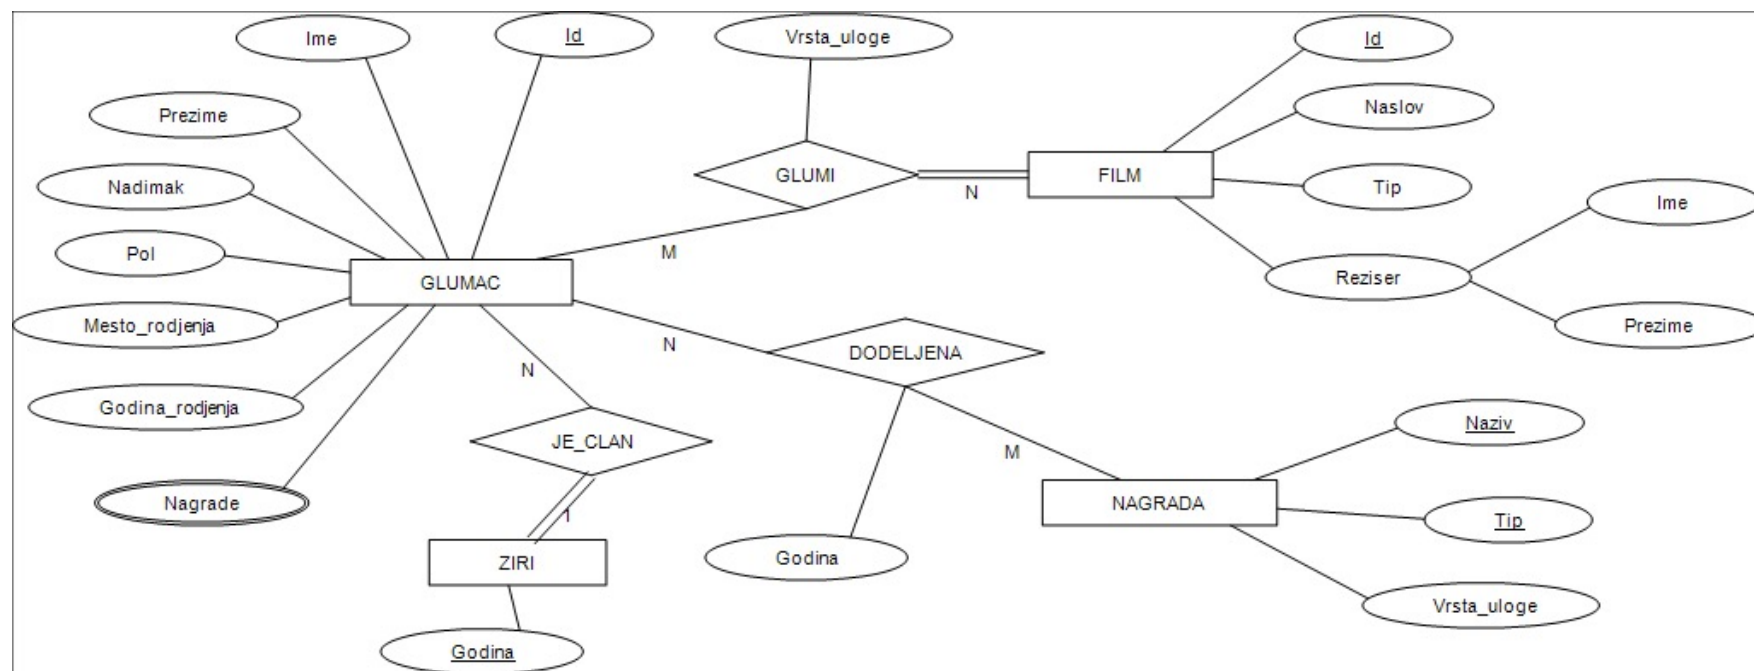 Ime
Id
Vrsta_uloge
Id
Prezime
Naslov
Nadimak
GLUMI
FILM
Tip
N
Ime
Pol
M
GLUMAC
Reziser
Mesto_rodjenja
Prezime
N
DODELJENA
N
Godina_rodjenja
Naziv
JE_CLAN
M
Nagrade
NAGRADA
1
Tip
ZIRI
Godina
Vrsta_uloge
Godina